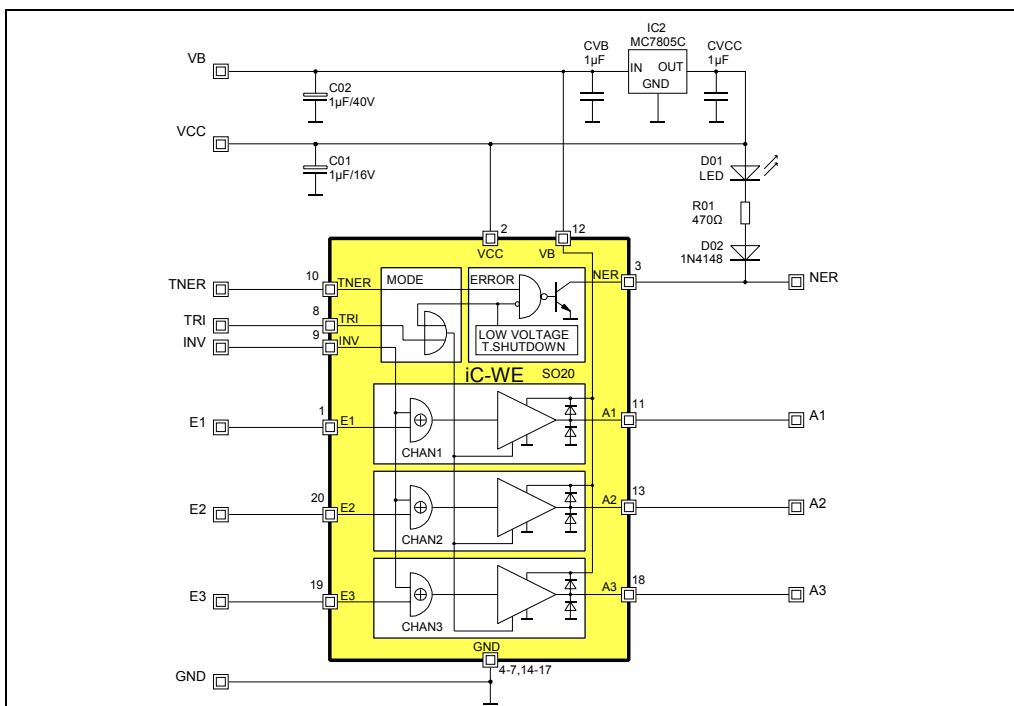 IC2
MC7805C
CVB
1µF
CVCC
1µF
IN OUT
GND
VB
C02
1µF/40V
VCC
C01
1µF/16V
D01
LED
R01
470Ω
D02
1N4148
2
VCC
12
VB
3
NER
NER
TNER
10
TNER
MODE
ERROR
TRI
8
TRI
INV
9
INV
LOW VOLTAGE
T.SHUTDOWN
iC-WE
SO20
E1
1
E1
CHAN1
A1
11
A1
E2
20
E2
CHAN2
A2
13
A2
E3
19
E3
CHAN3
A3
18
A3
GND
4-7,14-17
GND